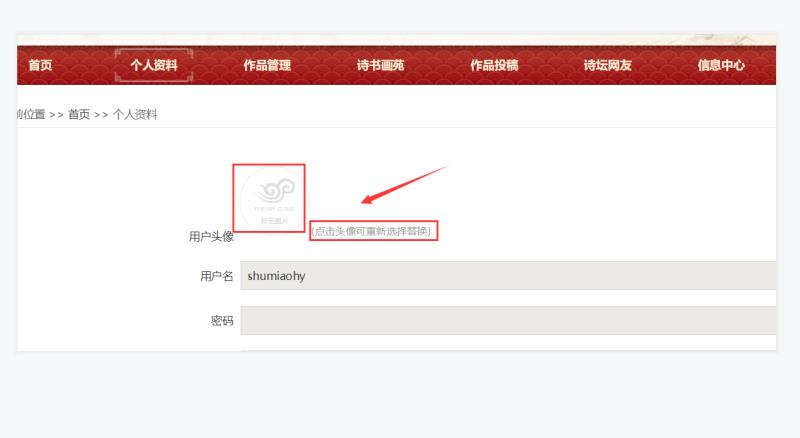 首页 个人资料 作品管理 诗书画苑 作品投稿 诗坛网友 信息中心
前位置 >> 首页 >> 个人资料
POETRY CLOUD
暂无图片
用户头像 (点击头像可重新选择替换)
用户名 shumiaohy
密码